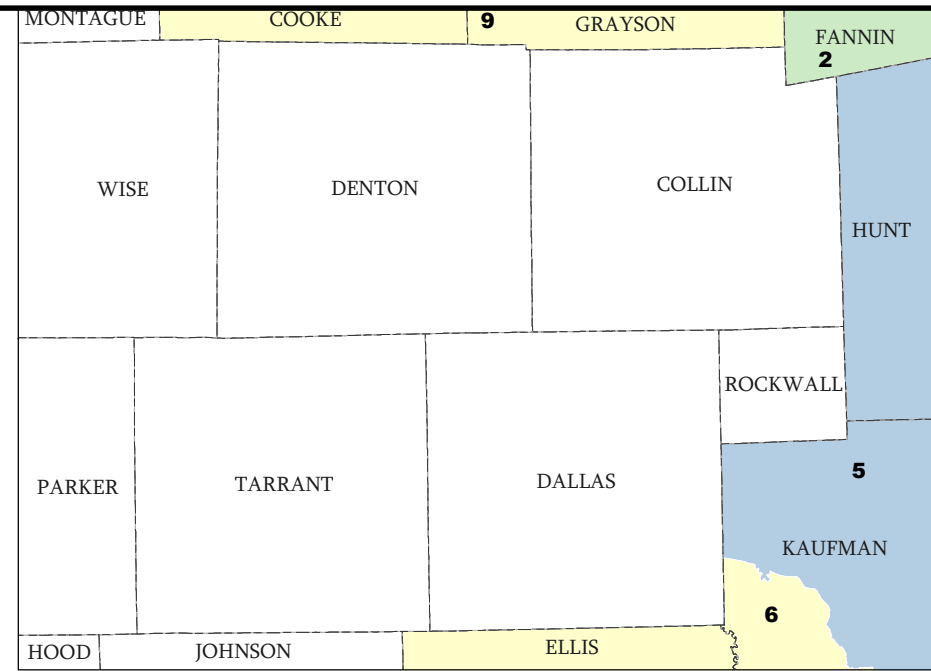 MONTAGUE
COOKE
9
GRAYSON
FANNIN
2
WISE
DENTON
COLLIN
HUNT
ROCKWALL
PARKER
TARRANT
DALLAS
5
KAUFMAN
6
HOOD
JOHNSON
ELLIS